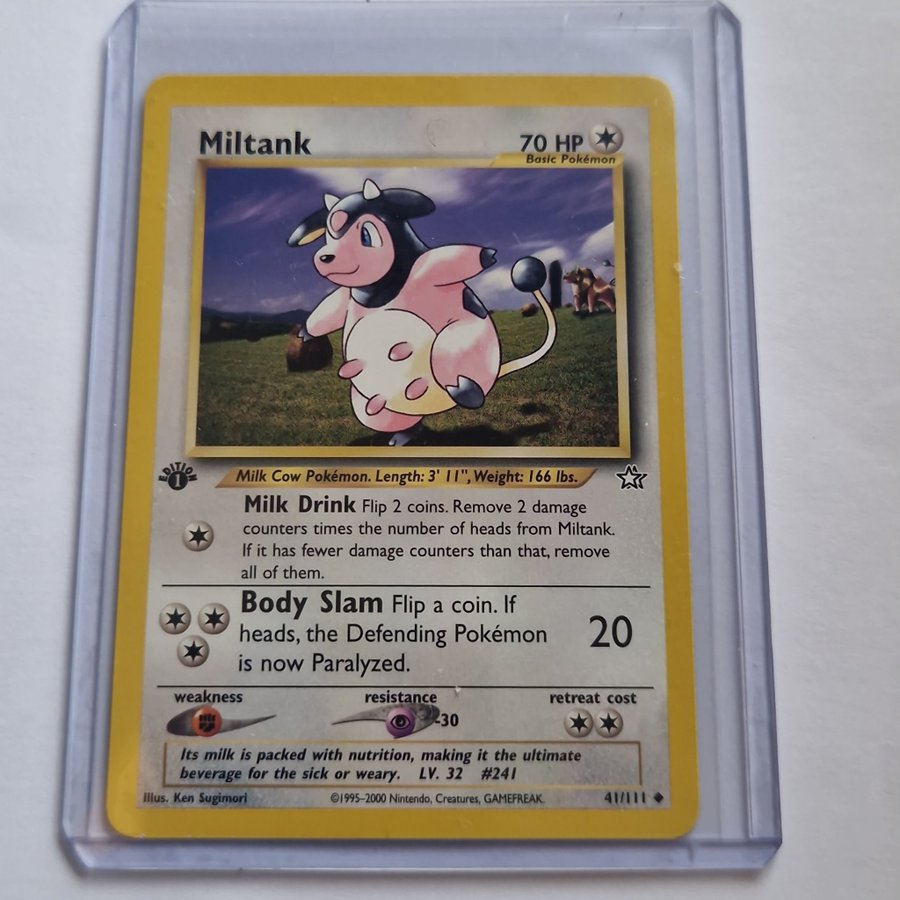 Miltank
70 HP
Basic Pokémon
EDITION
1
Milk Cow Pokémon. Length: 3' 11", Weight: 166 lbs.
Milk Drink Flip 2 coins. Remove 2 damage
counters times the number of heads from Miltank.
If it has fewer damage counters than that, remove
all of them.
Body Slam Flip a coin. If
heads, the Defending Pokémon
is now Paralyzed.
20
weakness
resistance
retreat cost
-30
Its milk is packed with nutrition, making it the ultimate
beverage for the sick or weary. LV. 32 #241
Illus. Ken Sugimori
©1995–2000 Nintendo, Creatures, GAMEFREAK.
41/111